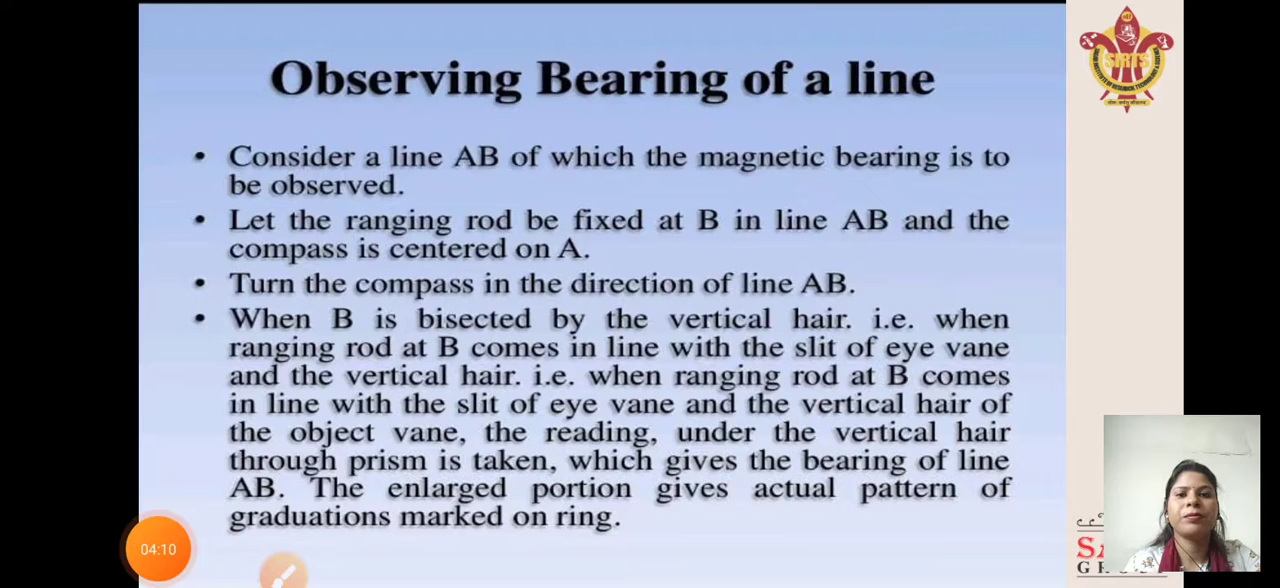 Observing Bearing of a line
• Consider a line AB of which the magnetic bearing is to
be observed.
• Let the ranging rod be fixed at B in line AB and the
compass is centered on A.
• Turn the compass in the direction of line AB.
• When B is bisected by the vertical hair. i.e. when
ranging rod at B comes in line with the slit of eye vane
and the vertical hair. i.e. when ranging rod at B comes
in line with the slit of eye vane and the vertical hair of
the object vane, the reading, under the vertical hair
through prism is taken, which gives the bearing of line
AB. The enlarged portion gives actual pattern of
graduations marked on ring.
04:10
SIRTS